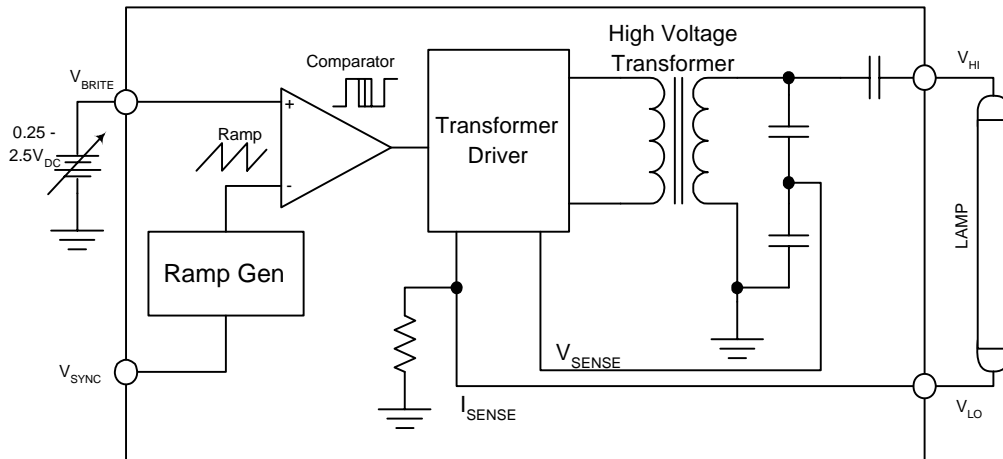 High Voltage
Transformer
V_BRITE
Comparator
V_HI
+
0.25 -
2.5V_DC
Ramp
Transformer
Driver
-
LAMP
Ramp Gen
V_SENSE
V_SYNC
I_SENSE
V_LO